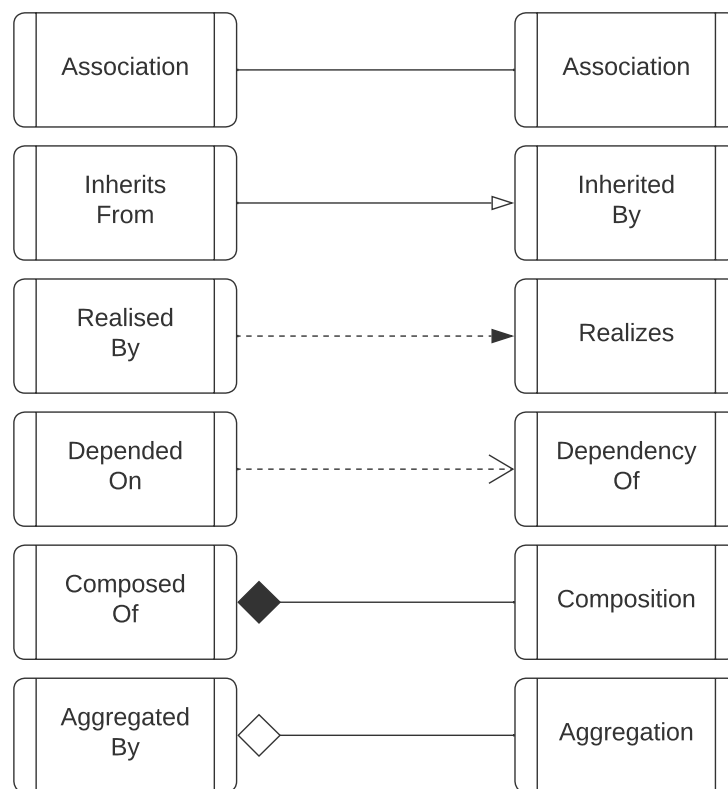 Association
Association
Inherits
From
Inherited
By
Realised
By
Realizes
Depended
On
Dependency
Of
Composed
Of
Composition
Aggregated
By
Aggregation